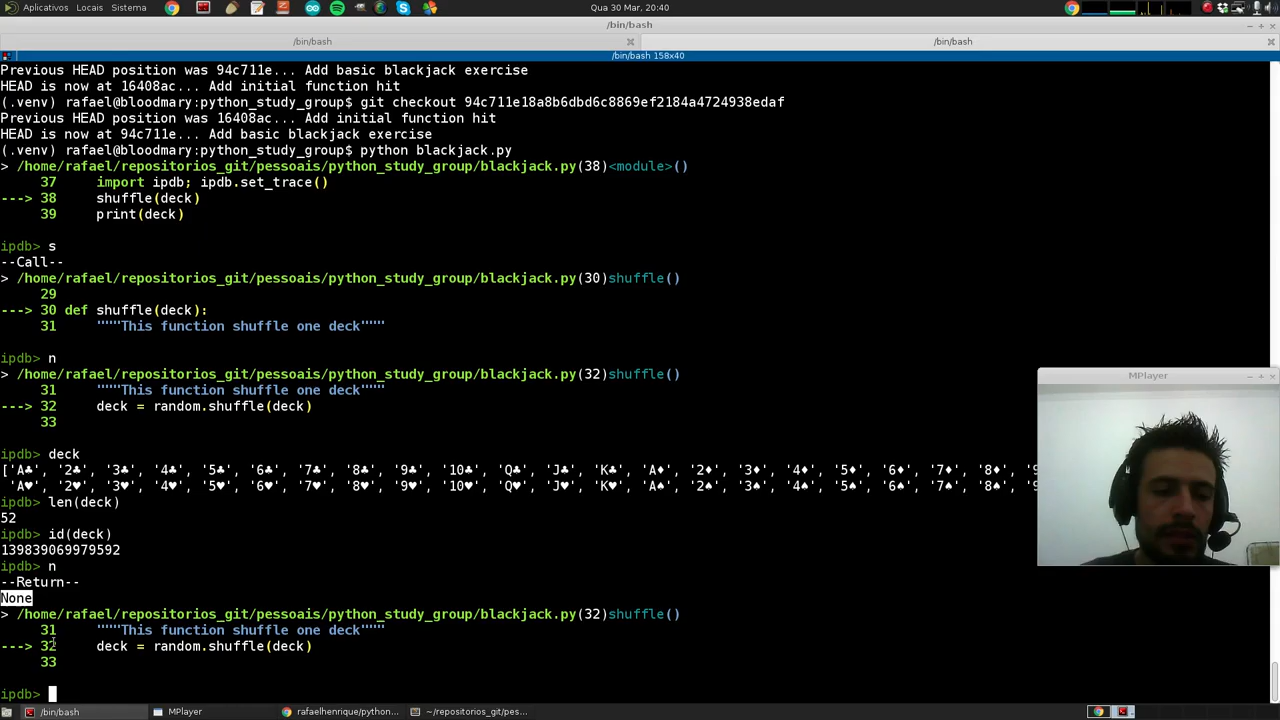 Aplicativos Locais Sistema
Qua 30 Mar, 20:40
/bin/bash
/bin/bash
/bin/bash
/bin/bash 158x40
Previous HEAD position was 94c711e... Add basic blackjack exercise
HEAD is now at 16408ac... Add initial function hit
(.venv) rafael@bloodmary:python_study_group$ git checkout 94c711e18a8b6dbd6c8869ef2184a4724938edaf
Previous HEAD position was 16408ac... Add initial function hit
HEAD is now at 94c711e... Add basic blackjack exercise
(.venv) rafael@bloodmary:python_study_group$ python blackjack.py
> /home/rafael/repositorios_git/pessoais/python_study_group/blackjack.py(38)<module>()
37     import ipdb; ipdb.set_trace()
---> 38     shuffle(deck)
39     print(deck)
ipdb> s
--Call--
> /home/rafael/repositorios_git/pessoais/python_study_group/blackjack.py(30)shuffle()
29
---> 30 def shuffle(deck):
31     """This function shuffle one deck"""
ipdb> n
> /home/rafael/repositorios_git/pessoais/python_study_group/blackjack.py(32)shuffle()
31     """This function shuffle one deck"""
---> 32     deck = random.shuffle(deck)
33
ipdb> deck
['A♣', '2♣', '3♣', '4♣', '5♣', '6♣', '7♣', '8♣', '9♣', '10♣', 'Q♣', 'J♣', 'K♣', 'A♦', '2♦', '3♦', '4♦', '5♦', '6♦', '7♦', '8♦', '9
'A♥', '2♥', '3♥', '4♥', '5♥', '6♥', '7♥', '8♥', '9♥', '10♥', 'Q♥', 'J♥', 'K♥', 'A♠', '2♠', '3♠', '4♠', '5♠', '6♠', '7♠', '8♠', '9
ipdb> len(deck)
52
ipdb> id(deck)
139839069979592
ipdb> n
--Return--
None
> /home/rafael/repositorios_git/pessoais/python_study_group/blackjack.py(32)shuffle()
31     """This function shuffle one deck"""
---> 32     deck = random.shuffle(deck)
33
ipdb>
MPlayer
/bin/bash
MPlayer
rafaelhenrique/python...
~/repositorios_git/pes...